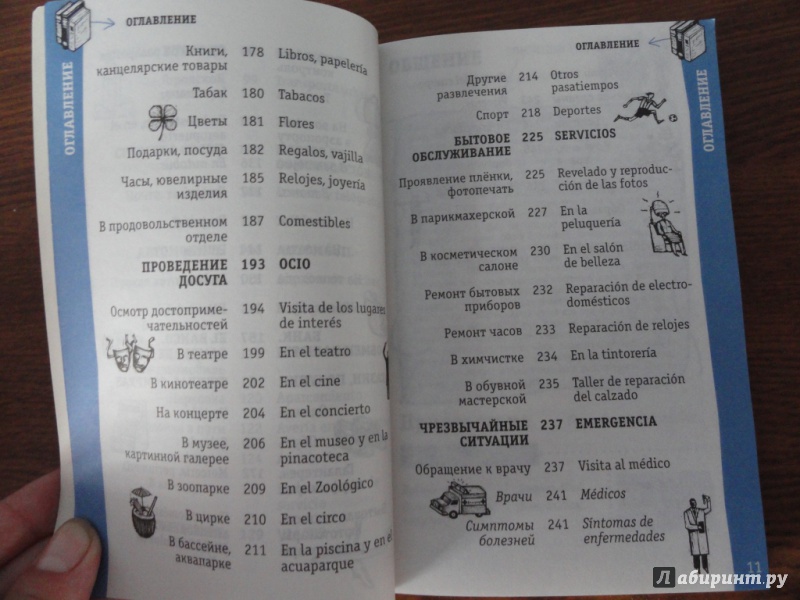 ОГЛАВЛЕНИЕ
ОГЛАВЛЕНИЕ
Книги, 178 Libros, papelería
канцелярские товары
Табак 180 Tabacos
Цветы 181 Flores
Подарки, посуда 182 Regalos, vajilla
Часы, ювелирные 185 Relojes, joyería
изделия
В продовольственном 187 Comestibles
отделе
ПРОВЕДЕНИЕ 193 OCIO
ДОСУГА
Осмотр достоприме- 194 Visita de los lugares
чательностей de interés
В театре 199 En el teatro
В кинотеатре 202 En el cine
На концерте 204 En el concierto
В музее, 206 En el museo y en la
картинной галерее pinacoteca
В зоопарке 209 En el Zoológico
В цирке 210 En el circo
В бассейне, 211 En la piscina y en el
аквапарке acuaparque
ОГЛАВЛЕНИЕ
ОГЛАВЛЕНИЕ
Другие 214 Otros
развлечения pasatiempos
Спорт 218 Deportes
БЫТОВОЕ 225 SERVICIOS
ОБСЛУЖИВАНИЕ
Проявление плёнки, 225 Revelado y reproduc-
фотопечать ción de las fotos
В парикмахерской 227 En la
peluquería
В косметическом 230 En el salón
салоне de belleza
Ремонт бытовых 232 Reparación de electro-
приборов domésticos
Ремонт часов 233 Reparación de relojes
В химчистке 234 En la tintorería
В обувной 235 Taller de reparación
мастерской del calzado
ЧРЕЗВЫЧАЙНЫЕ 237 EMERGENCIA
СИТУАЦИИ
Обращение к врачу 237 Visita al médico
Врачи 241 Médicos
Симптомы 241 Síntomas de
болезней enfermedades
11
Лабиринт.ру